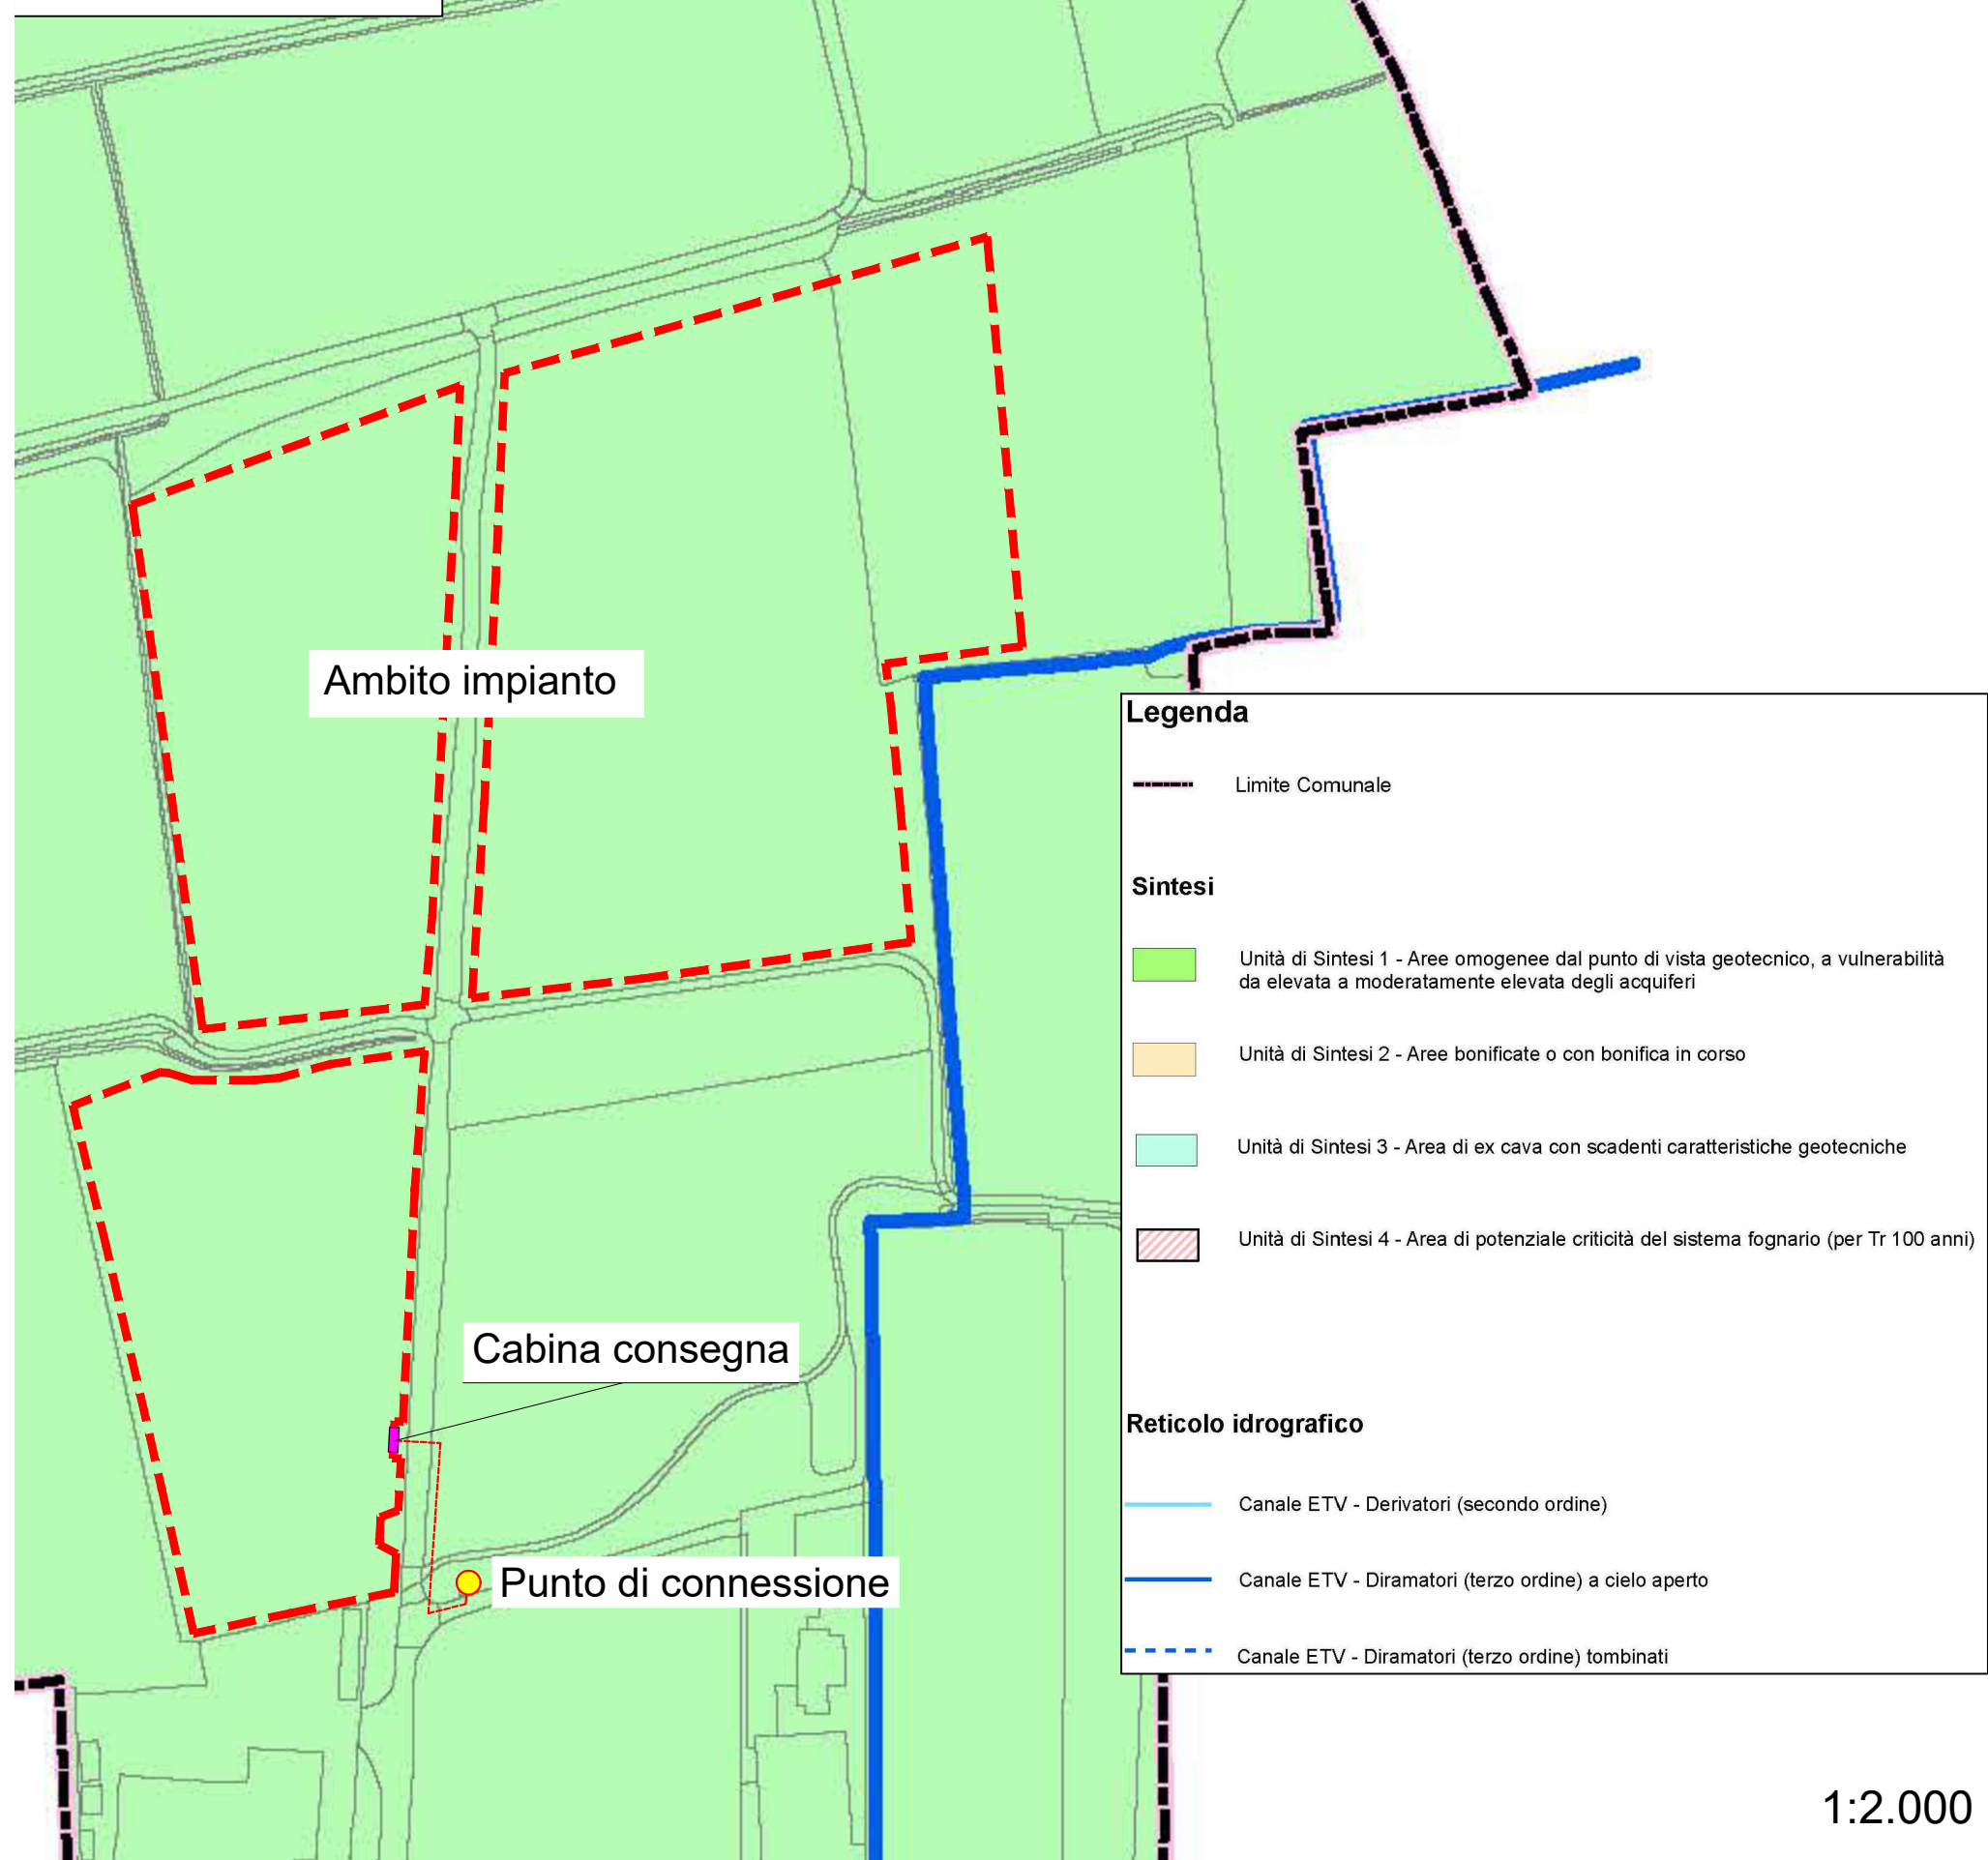 Ambito impianto
Legenda
Limite Comunale
Sintesi
Unità di Sintesi 1 - Aree omogenee dal punto di vista geotecnico, a vulnerabilità
da elevata a moderatamente elevata degli acquiferi
Unità di Sintesi 2 - Aree bonificate o con bonifica in corso
Unità di Sintesi 3 - Area di ex cava con scadenti caratteristiche geotecniche
Unità di Sintesi 4 - Area di potenziale criticità del sistema fognario (per Tr 100 anni)
Cabina consegna
Reticolo idrografico
Canale ETV - Derivatori (secondo ordine)
Canale ETV - Diramatori (terzo ordine) a cielo aperto
Punto di connessione
Canale ETV - Diramatori (terzo ordine) tombinati
1:2.000